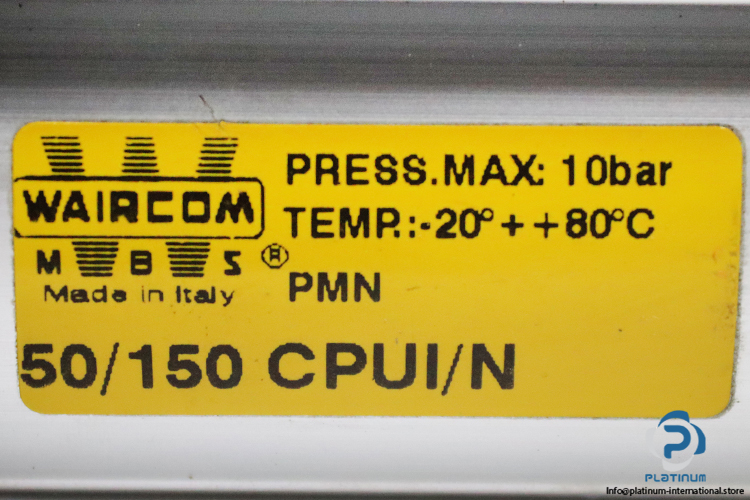 WAIRCOM
M B S ®
Made in Italy
PRESS.MAX: 10bar
TEMP.:-20°++80°C
PMN
50/150 CPUI/N
PLATINUM
Info@platinum-international.store